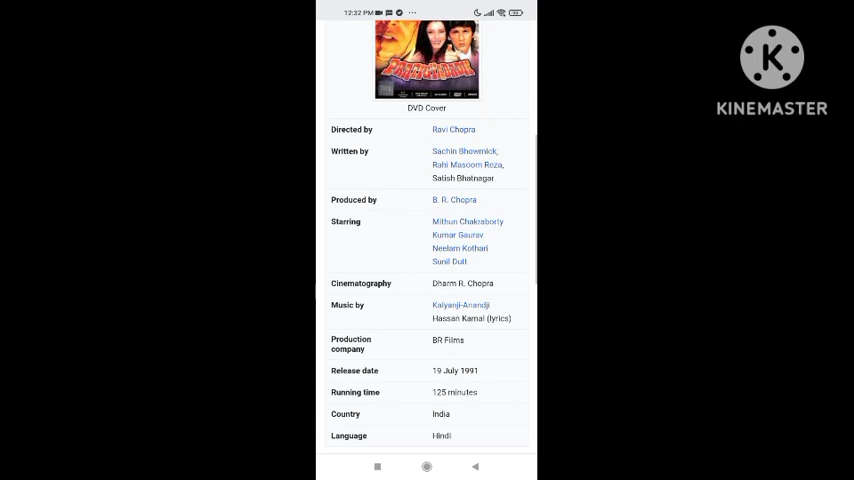 12:32 PM
KINEMASTER
PRATIGYABADH
DVD Cover
Directed by Ravi Chopra
Written by Sachin Bhowmick,
Rahi Masoom Reza,
Satish Bhatnagar
Produced by B. R. Chopra
Starring Mithun Chakraborty
Kumar Gaurav
Neelam Kothari
Sunil Dutt
Cinematography Dharm R. Chopra
Music by Kalyanji-Anandji
Hassan Kamal (lyrics)
Production
company BR Films
Release date 19 July 1991
Running time 125 minutes
Country India
Language Hindi